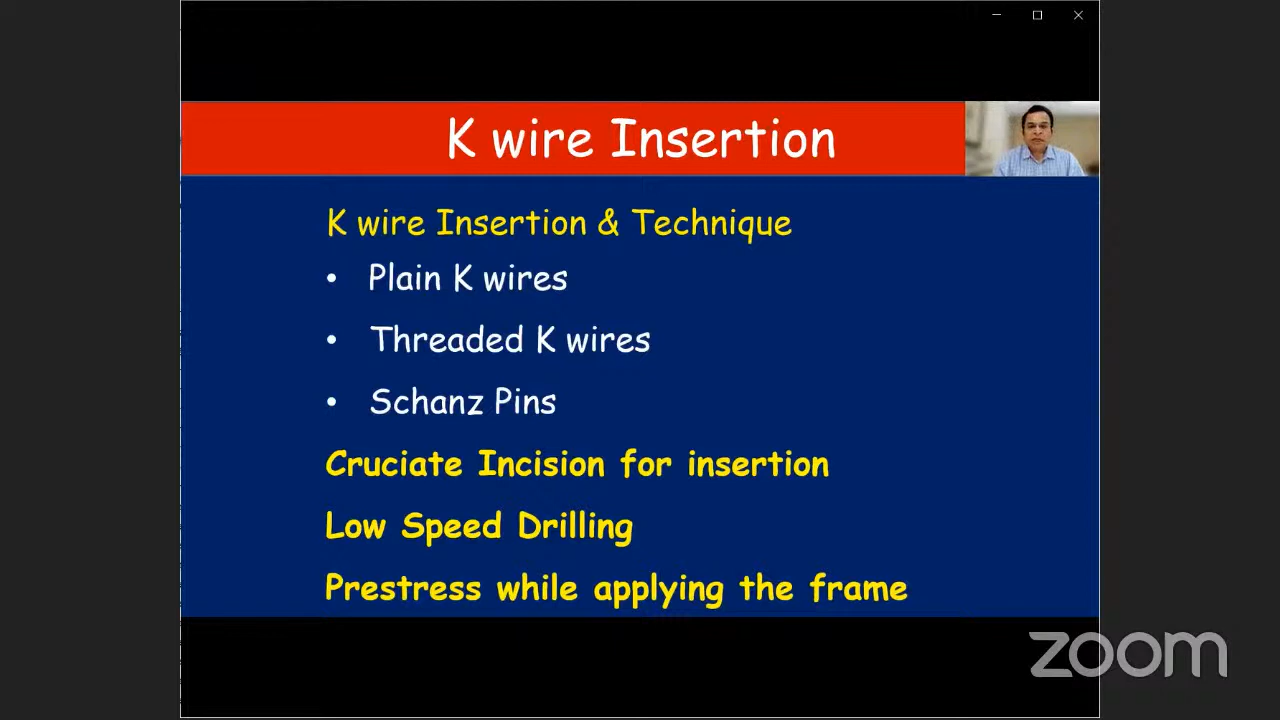 K wire Insertion
K wire Insertion & Technique
• Plain K wires
• Threaded K wires
• Schanz Pins
Cruciate Incision for insertion
Low Speed Drilling
Prestress while applying the frame
zoom